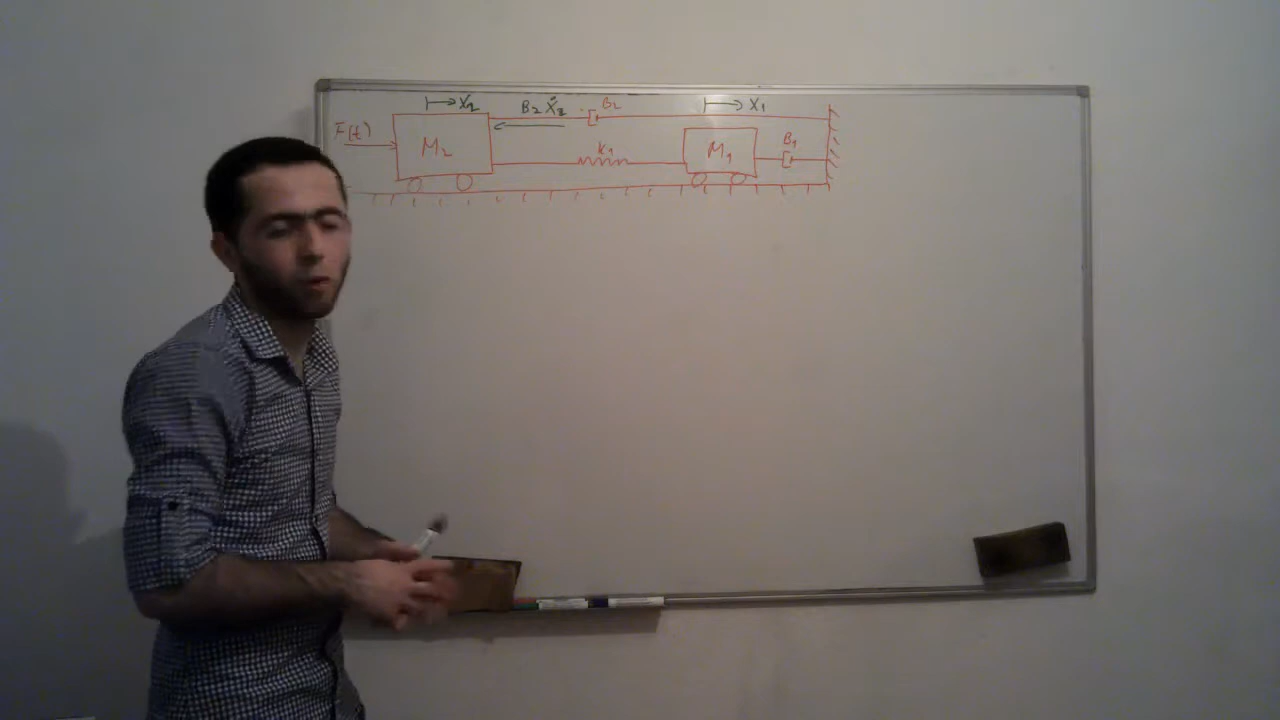 X₂ B₂ Ẋ₂ B₂ X₁
F(t) M₂ K₁ M₁ B₁